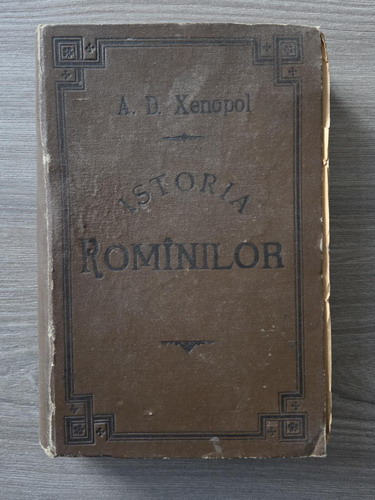 A. D. Xenopol
ISTORIA
ROMÎNILOR